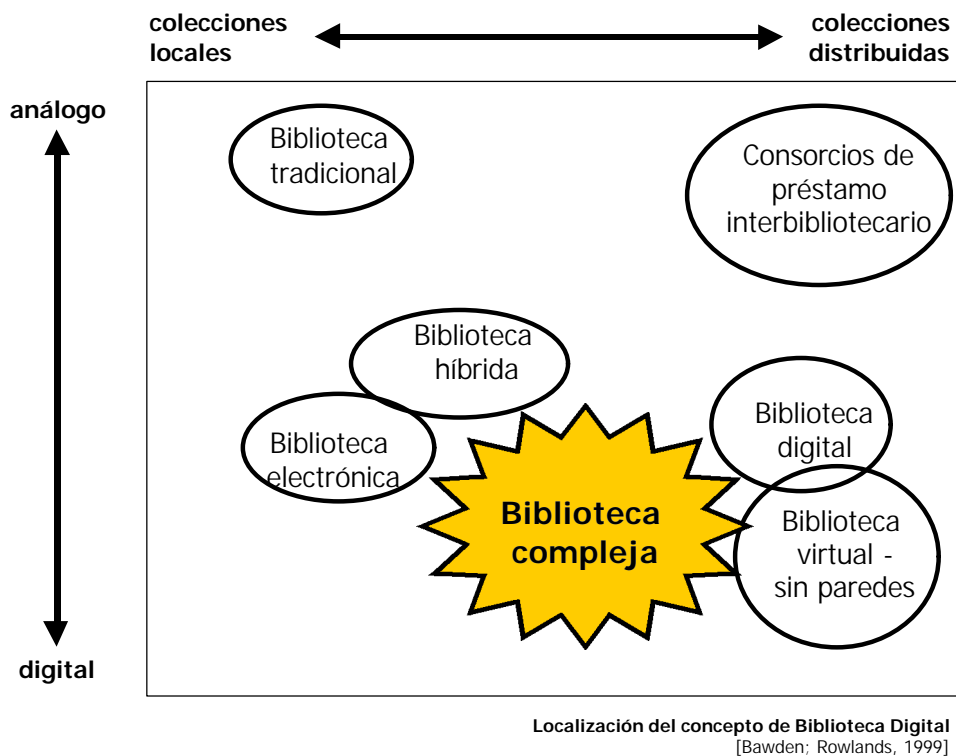 colecciones
locales
colecciones
distribuidas
análogo
Biblioteca
tradicional
Consorcios de
préstamo
interbibliotecario
Biblioteca
híbrida
Biblioteca
electrónica
Biblioteca
digital
Biblioteca
compleja
Biblioteca
virtual -
sin paredes
digital
Localización del concepto de Biblioteca Digital
[Bawden; Rowlands, 1999]